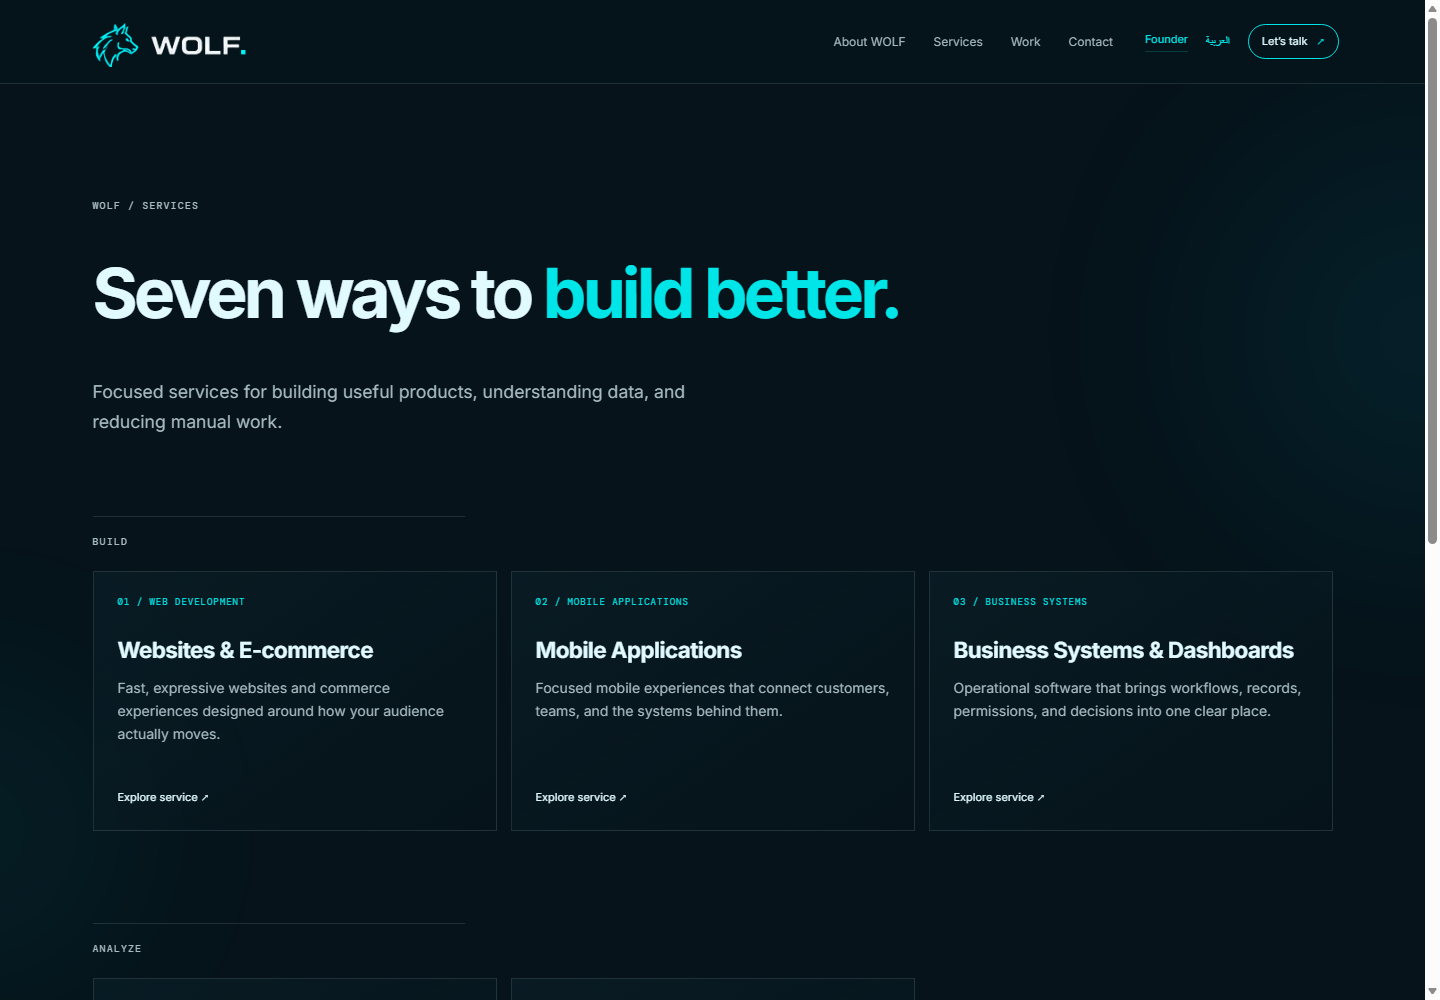 WOLF.
About WOLF
Services
Work
Contact
Founder
العربية
Let's talk ↗
WOLF / SERVICES
Seven ways to build better.
Focused services for building useful products, understanding data, and
reducing manual work.
BUILD
01 / WEB DEVELOPMENT
Websites & E-commerce
Fast, expressive websites and commerce
experiences designed around how your audience
actually moves.
Explore service ↗
02 / MOBILE APPLICATIONS
Mobile Applications
Focused mobile experiences that connect customers,
teams, and the systems behind them.
Explore service ↗
03 / BUSINESS SYSTEMS
Business Systems & Dashboards
Operational software that brings workflows, records,
permissions, and decisions into one clear place.
Explore service ↗
ANALYZE